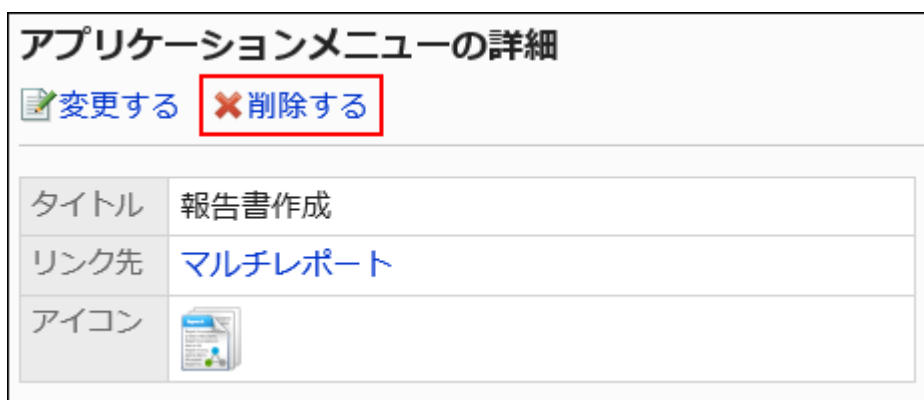 アプリケーションメニューの詳細
変更する 削除する
タイトル 報告書作成
リンク先 マルチレポート
アイコン